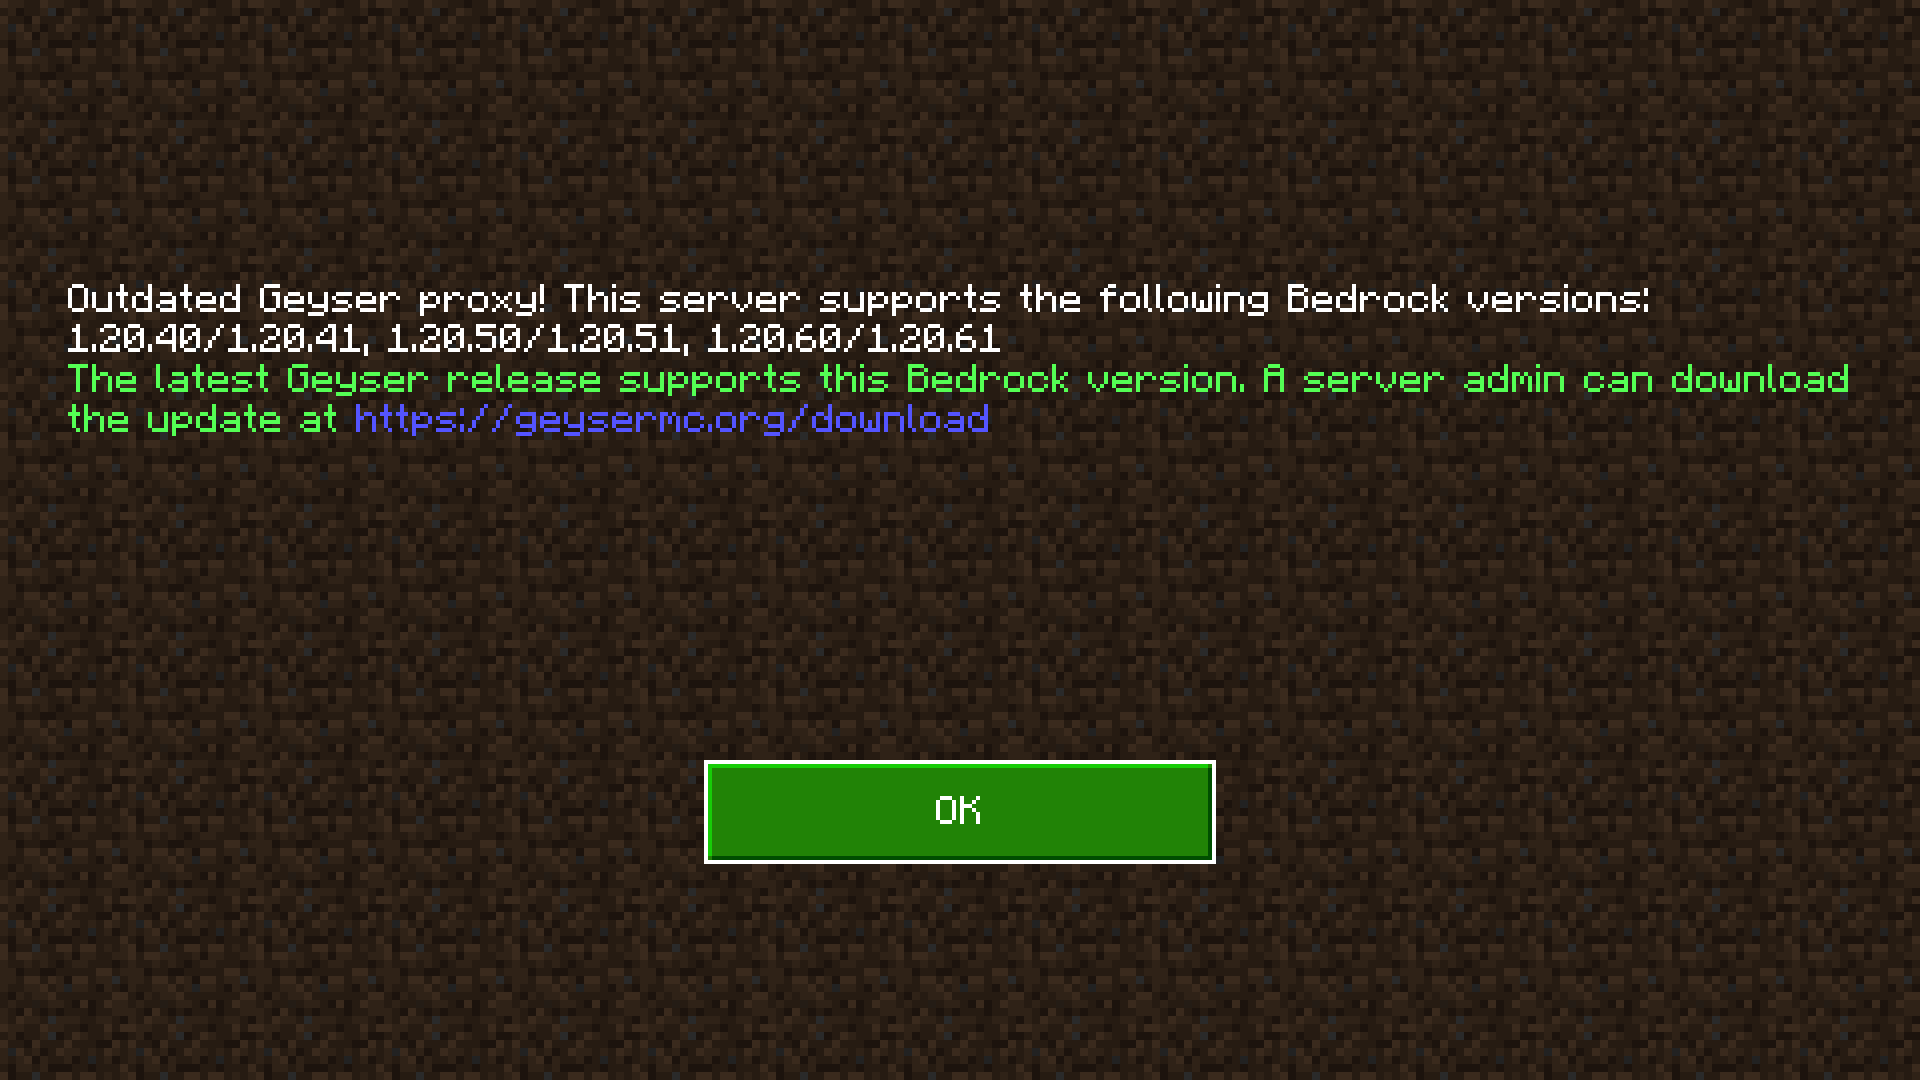 Outdated Geyser proxy! This server supports the following Bedrock versions:
1.20.40/1.20.41, 1.20.50/1.20.51, 1.20.60/1.20.61
The latest Geyser release supports this Bedrock version. A server admin can download
the update at https://geysermc.org/download
OK